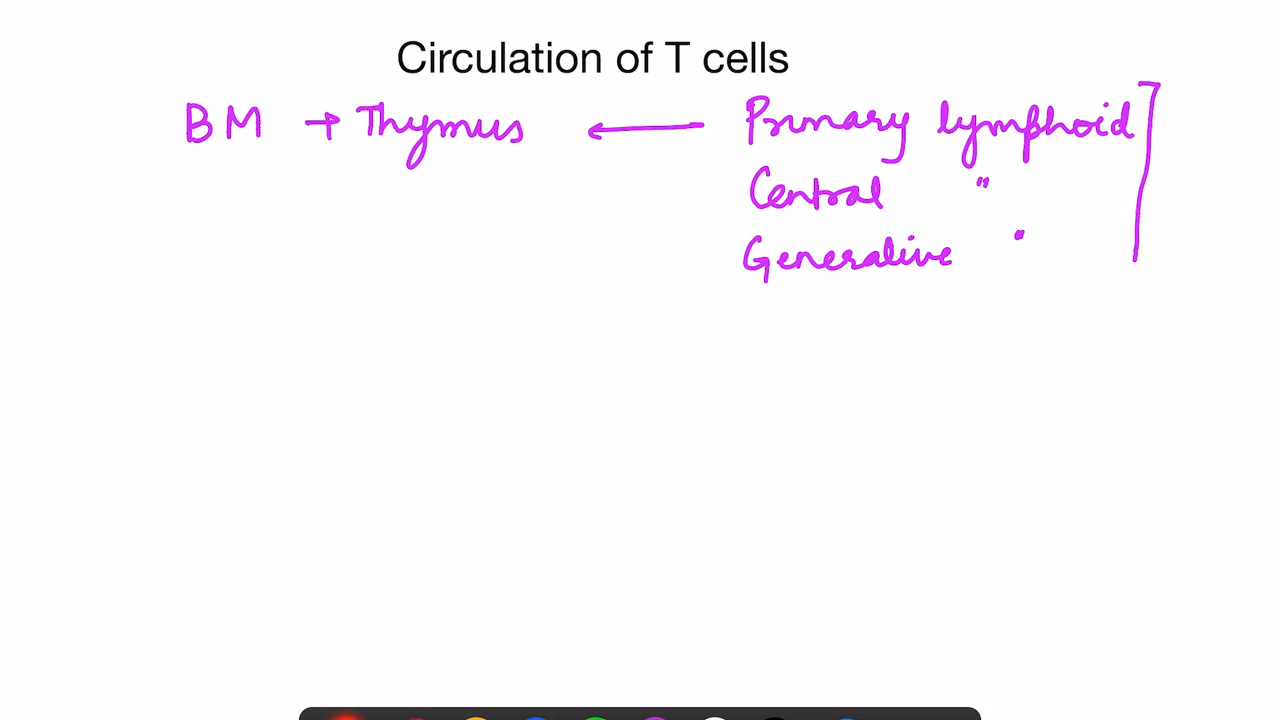 Circulation of T cells
BM → Thymus ← Primary lymphoid
Central "
Generative "